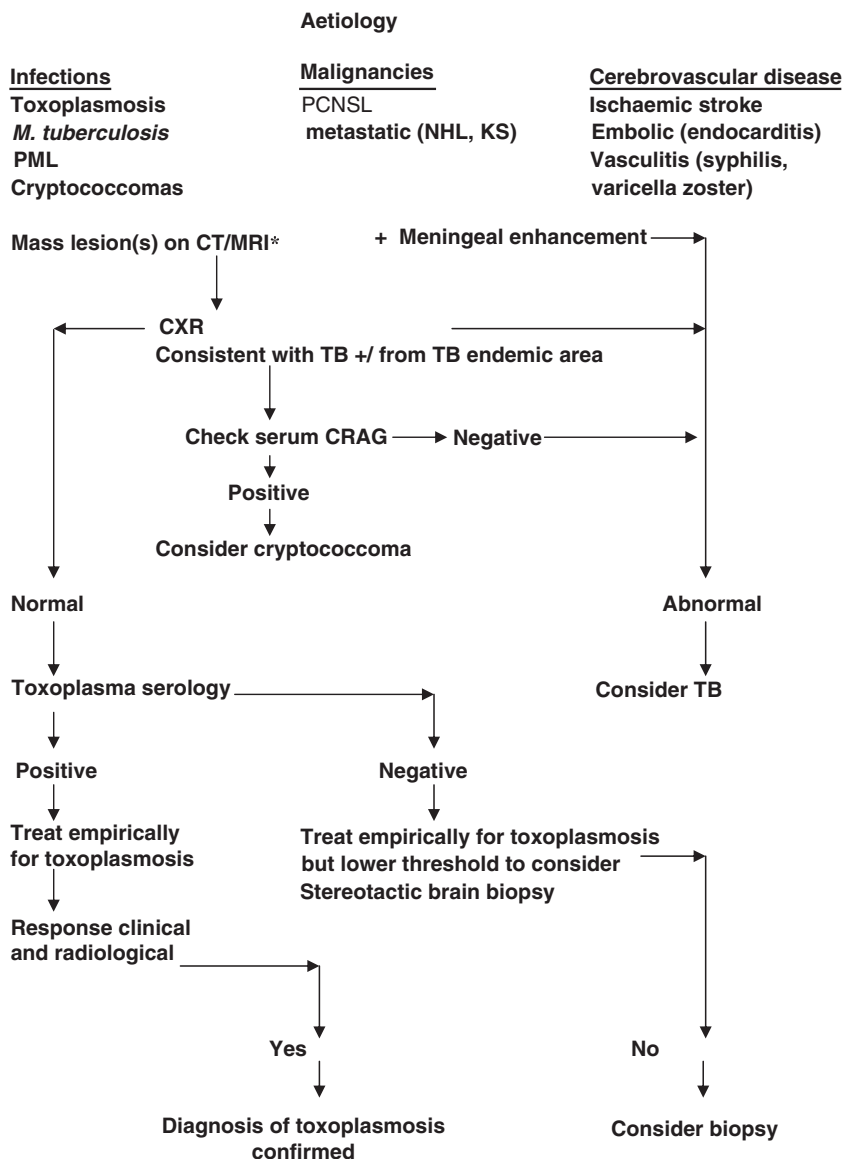 Aetiology
Infections
Toxoplasmosis
M. tuberculosis
PML
Cryptococcomas
Malignancies
PCNSL
metastatic (NHL, KS)
Cerebrovascular disease
Ischaemic stroke
Embolic (endocarditis)
Vasculitis (syphilis,
varicella zoster)
Mass lesion(s) on CT/MRI*
+ Meningeal enhancement
CXR
Consistent with TB +/ from TB endemic area
Check serum CRAG
Negative
Positive
Consider cryptococcoma
Normal
Abnormal
Toxoplasma serology
Consider TB
Positive
Negative
Treat empirically
for toxoplasmosis
Treat empirically for toxoplasmosis
but lower threshold to consider
Stereotactic brain biopsy
Response clinical
and radiological
Yes
No
Diagnosis of toxoplasmosis
confirmed
Consider biopsy